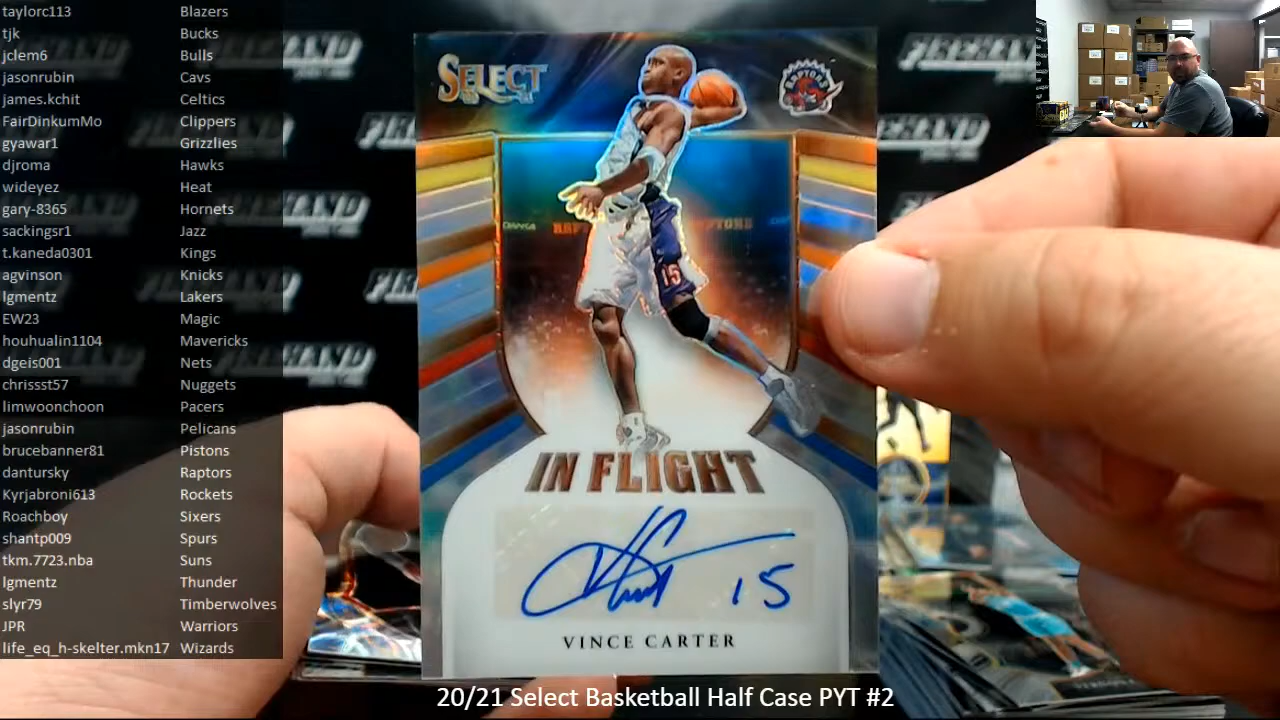 taylorc113 Blazers
tjk Bucks
jclem6 Bulls
jasonrubin Cavs
james.kchit Celtics
FairDinkumMo Clippers
gyawar1 Grizzlies
djroma Hawks
wideyez Heat
gary-8365 Hornets
sackingsr1 Jazz
t.kaneda0301 Kings
agvinson Knicks
lgmentz Lakers
EW23 Magic
houhualin1104 Mavericks
dgeis001 Nets
chrissst57 Nuggets
limwoonchoon Pacers
jasonrubin Pelicans
brucebanner81 Pistons
dantursky Raptors
Kyrjabroni613 Rockets
Roachboy Sixers
shantp009 Spurs
tkm.7723.nba Suns
lgmentz Thunder
slyr79 Timberwolves
JPR Warriors
life_eq_h-skelter.mkn17 Wizards
SELECT
RAPTORS
15
IN FLIGHT
15
VINCE CARTER
20/21 Select Basketball Half Case PYT #2